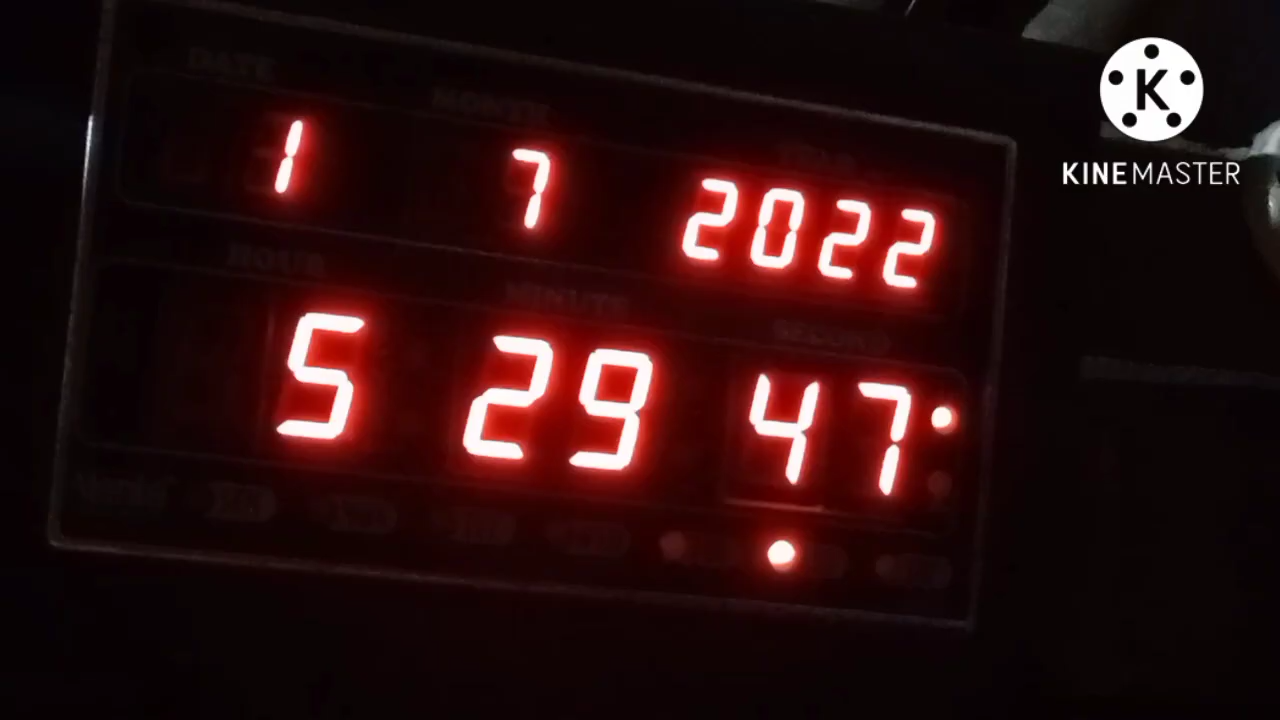 DATE
MONTH
YEAR
1 7 2022
HOUR
MINUTE
SECOND
5 29 47
K
KINEMASTER